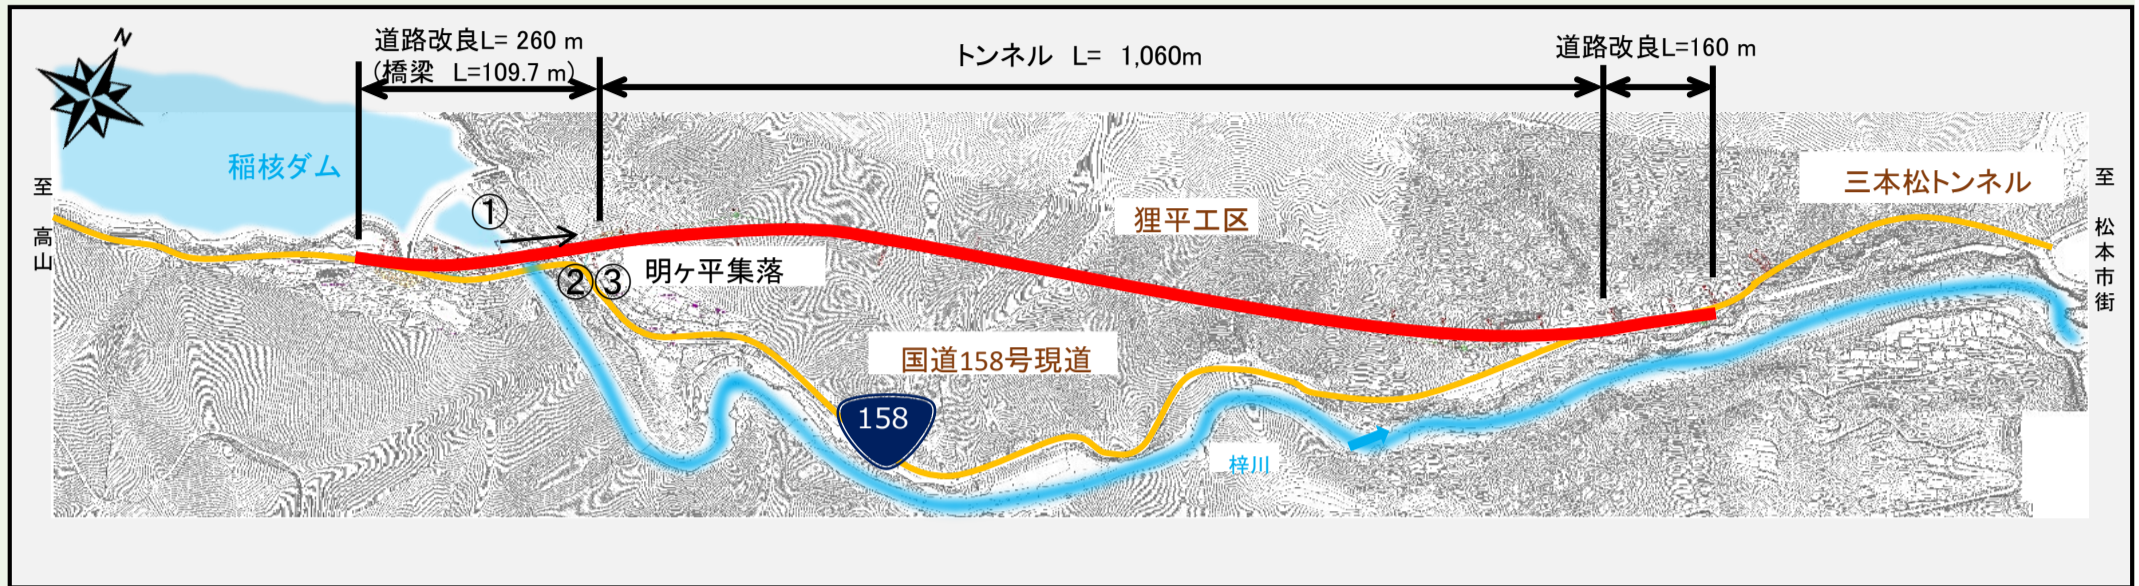 N
道路改良L= 260 m
(橋梁 L=109.7 m)
トンネル L= 1,060m
道路改良L=160 m
稲核ダム
至 高山
①
②③
明ヶ平集落
狸平工区
三本松トンネル
至 松本市街
国道158号現道
158
梓川